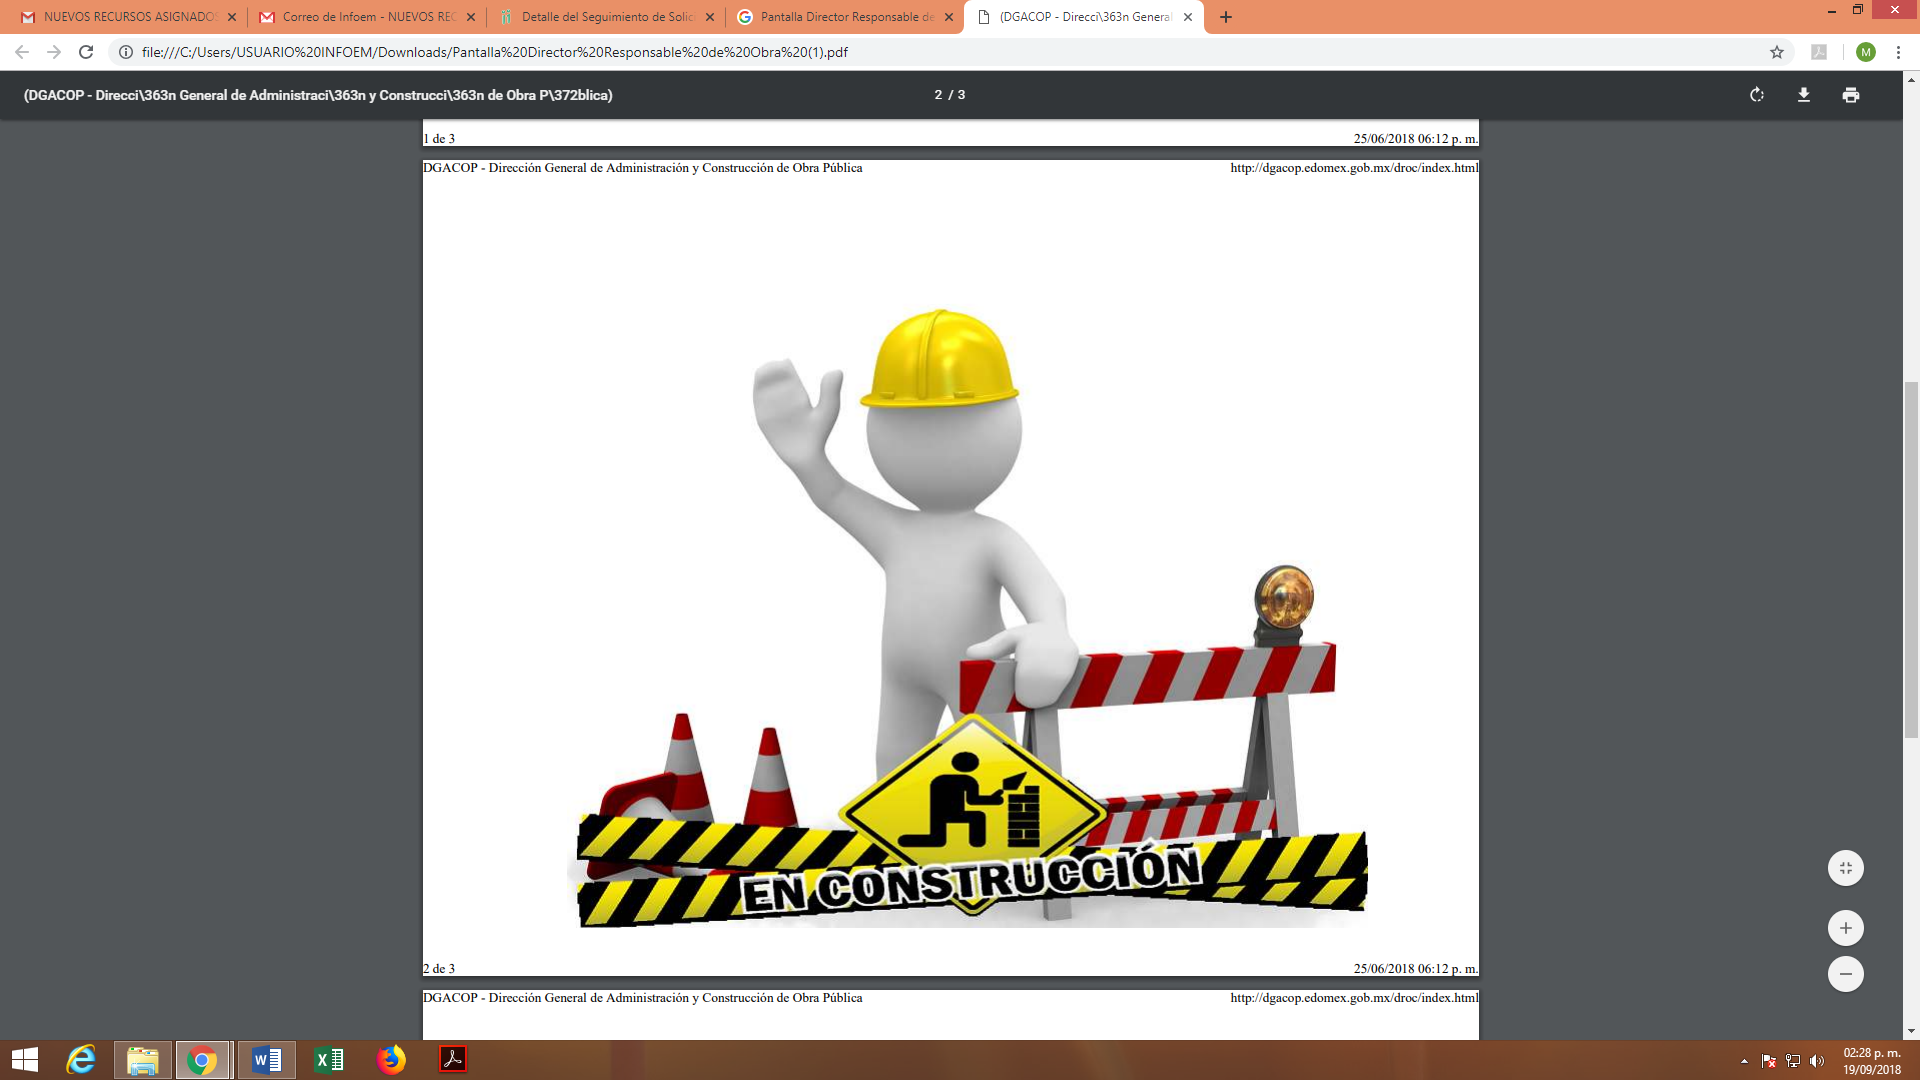 NUEVOS RECURSOS ASIGNADOS
Correo de Infoem - NUEVOS REC
Detalle del Seguimiento de Solic
Pantalla Director Responsable de
(DGACOP - Direcci\363n General
file:///C:/Users/USUARIO%20INFOEM/Downloads/Pantalla%20Director%20Responsable%20de%20Obra%20(1).pdf
M
(DGACOP - Direcci\363n General de Administraci\363n y Construcci\363n de Obra P\372blica)
2 / 3
1 de 3
25/06/2018 06:12 p. m.
DGACOP - Dirección General de Administración y Construcción de Obra Pública
http://dgacop.edomex.gob.mx/droc/index.html
EN CONSTRUCCIÓN
2 de 3
25/06/2018 06:12 p. m.
DGACOP - Dirección General de Administración y Construcción de Obra Pública
http://dgacop.edomex.gob.mx/droc/index.html
02:28 p. m.
19/09/2018